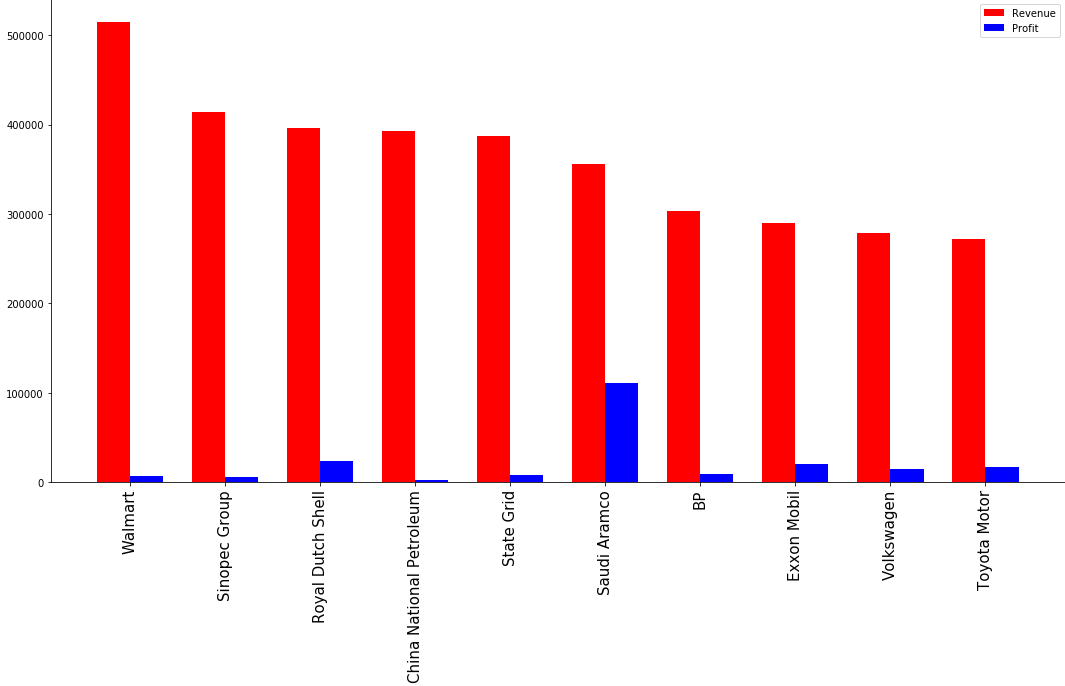 Revenue
Profit
500000
400000
300000
200000
100000
0
Walmart
Sinopec Group
Royal Dutch Shell
China National Petroleum
State Grid
Saudi Aramco
BP
Exxon Mobil
Volkswagen
Toyota Motor